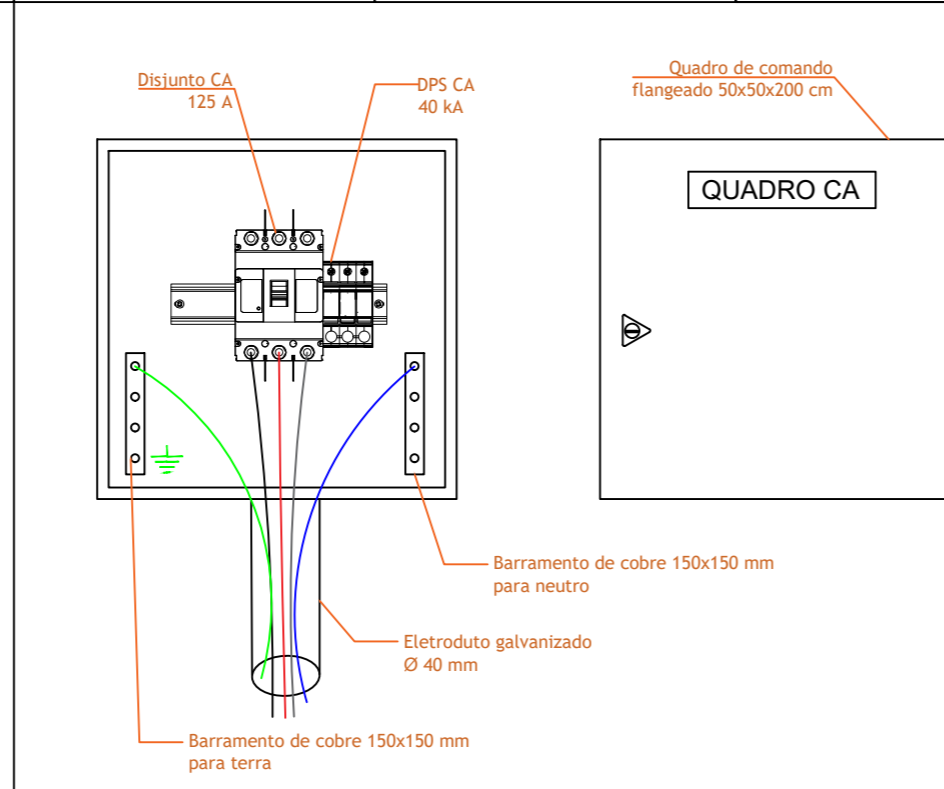 Disjunto CA
125 A
DPS CA
40 kA
Quadro de comando
flangeado 50x50x200 cm
QUADRO CA
Barramento de cobre 150x150 mm
para neutro
Eletroduto galvanizado
Ø 40 mm
Barramento de cobre 150x150 mm
para terra